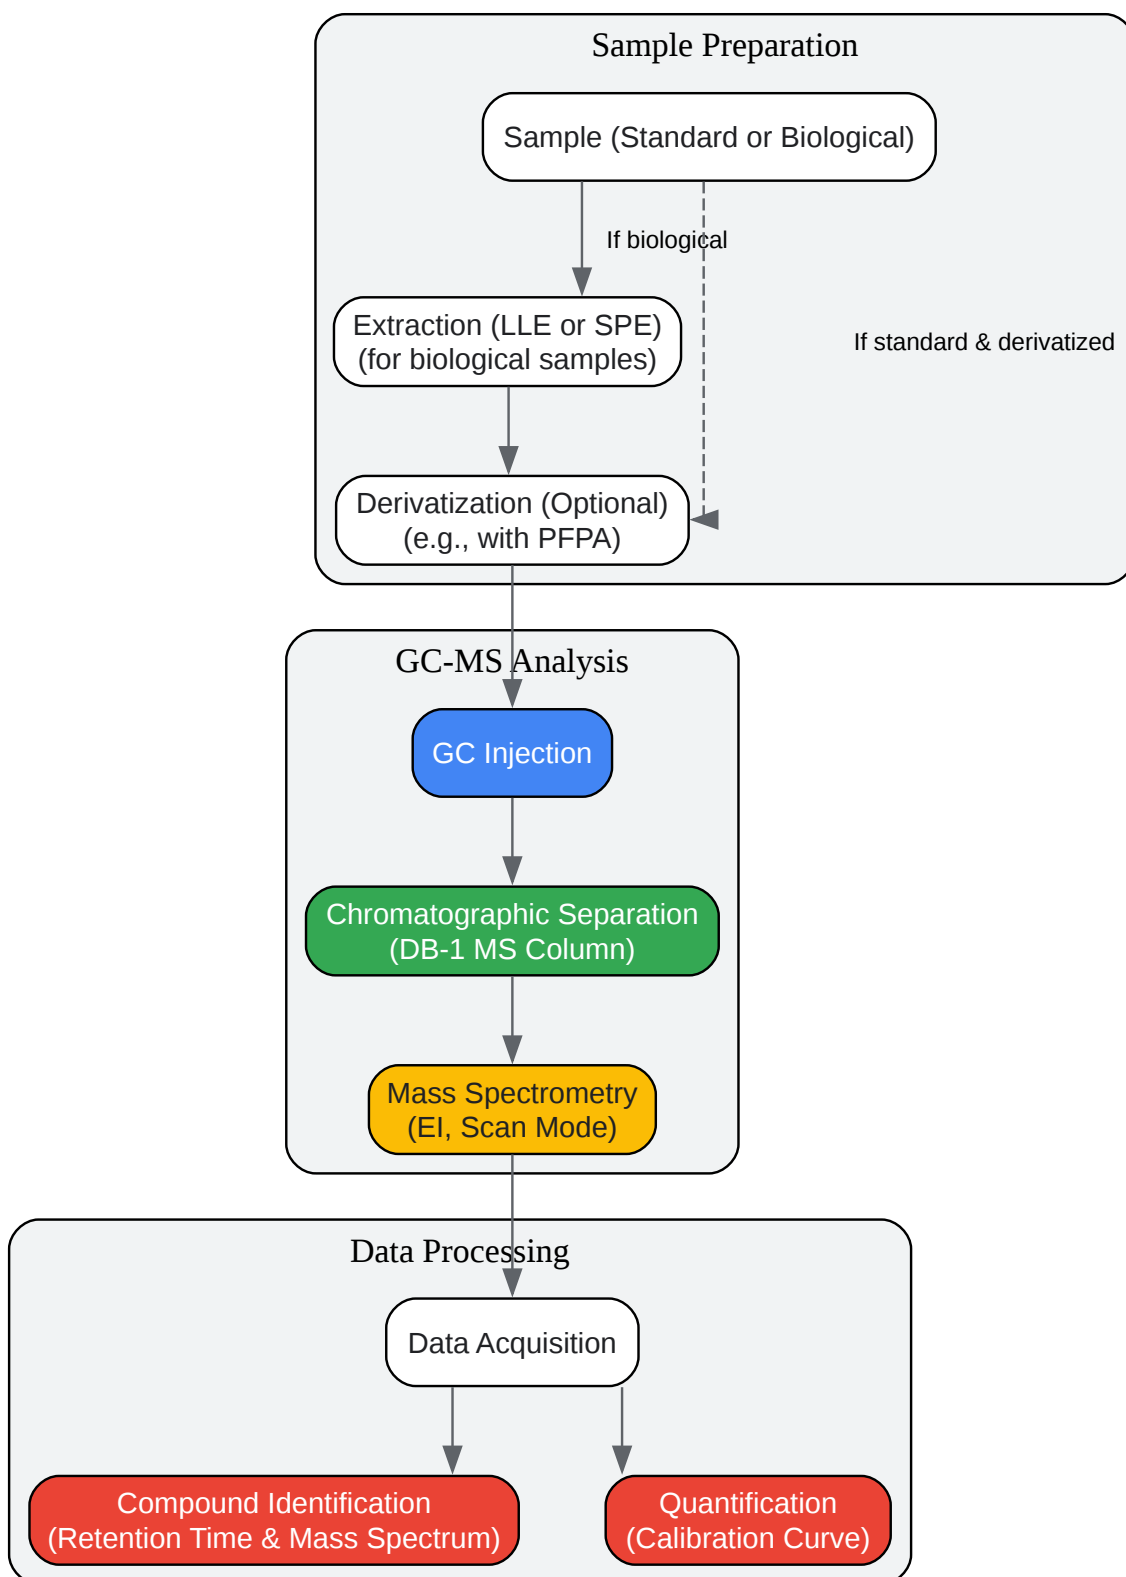 Sample Preparation
Sample (Standard or Biological)
If biological
Extraction (LLE or SPE)
(for biological samples)
If standard & derivatized
Derivatization (Optional)
(e.g., with PFPA)
GC-MS Analysis
GC Injection
Chromatographic Separation
(DB-1 MS Column)
Mass Spectrometry
(EI, Scan Mode)
Data Processing
Data Acquisition
Compound Identification
(Retention Time & Mass Spectrum)
Quantification
(Calibration Curve)